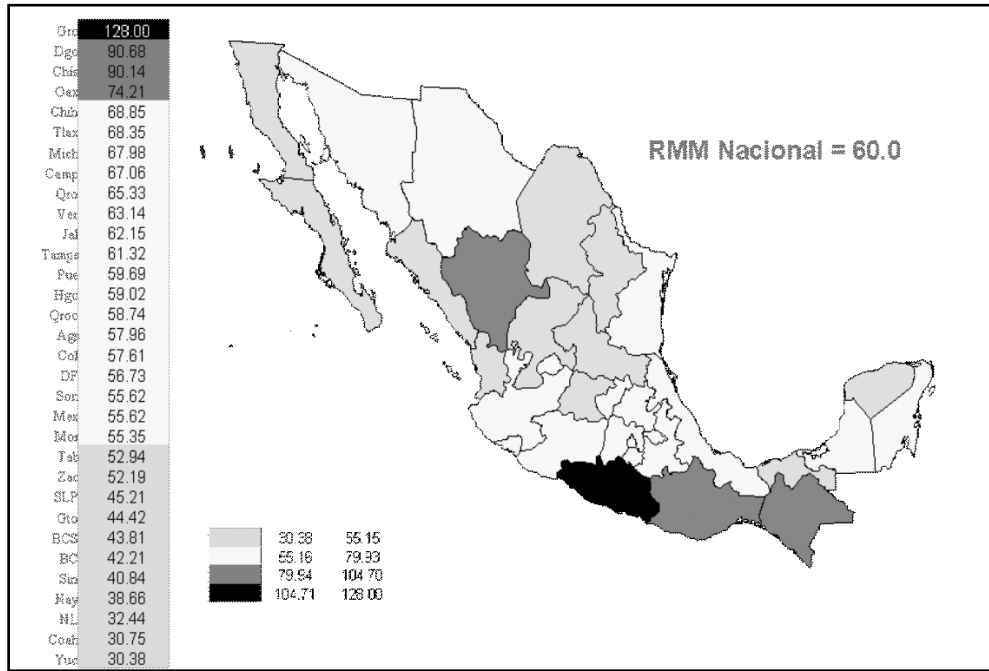 Gro 128.00
Dgo 90.68
Chis 90.14
Oax 74.21
Chih 68.85
Tlax 68.35
Mich 67.98
Camp 67.06
Qro 65.33
Ver 63.14
Jal 62.15
Tamps 61.32
Pue 59.69
Hgo 59.02
Qroo 58.74
Ags 57.96
Col 57.61
DF 56.73
Son 55.62
Mex 55.62
Mor 55.35
Tab 52.94
Zac 52.19
SLP 45.21
Gto 44.42
BCS 43.81
BC 42.21
Sin 40.84
Nay 38.66
NL 32.44
Coah 30.75
Yuc 30.38
RMM Nacional = 60.0
30.38 55.15
55.16 79.93
79.94 104.70
104.71 128.00